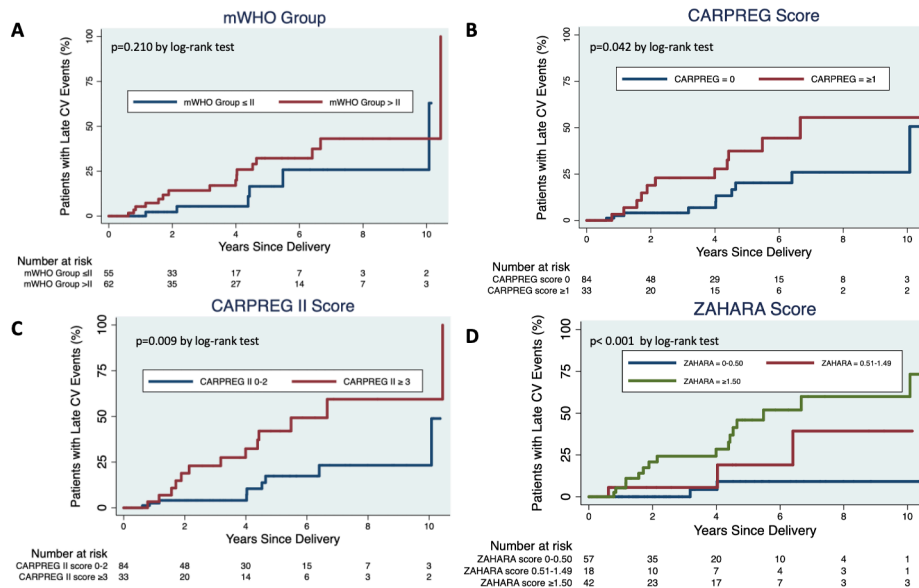 A
mWHO Group
p=0.210 by log-rank test
mWHO Group ≤ II
mWHO Group > II
Patients with Late CV Events (%)
100
75
50
25
0
0 2 4 6 8 10
Years Since Delivery
Number at risk
mWHO Group ≤II 55 33 17 7 3 2
mWHO Group >II 62 35 27 14 7 3
B
CARPREG Score
p=0.042 by log-rank test
CARPREG = 0
CARPREG = ≥1
Patients with Late CV Events (%)
100
75
50
25
0
0 2 4 6 8 10
Years Since Delivery
Number at risk
CARPREG score 0 84 48 29 15 8 3
CARPREG score ≥1 33 20 15 6 2 2
C
CARPREG II Score
p=0.009 by log-rank test
CARPREG II 0-2
CARPREG II ≥ 3
Patients with Late CV Events (%)
100
75
50
25
0
0 2 4 6 8 10
Years Since Delivery
Number at risk
CARPREG II score 0-2 84 48 30 15 7 3
CARPREG II score ≥3 33 20 14 6 3 2
D
ZAHARA Score
p< 0.001 by log-rank test
ZAHARA = 0-0.50
ZAHARA = 0.51-1.49
ZAHARA = ≥1.50
Patients with Late CV Events (%)
100
75
50
25
0
0 2 4 6 8 10
Years Since Delivery
Number at risk
ZAHARA score 0-0.50 57 35 20 10 4 1
ZAHARA score 0.51-1.49 18 10 7 4 3 1
ZAHARA score ≥1.50 42 23 17 7 3 3